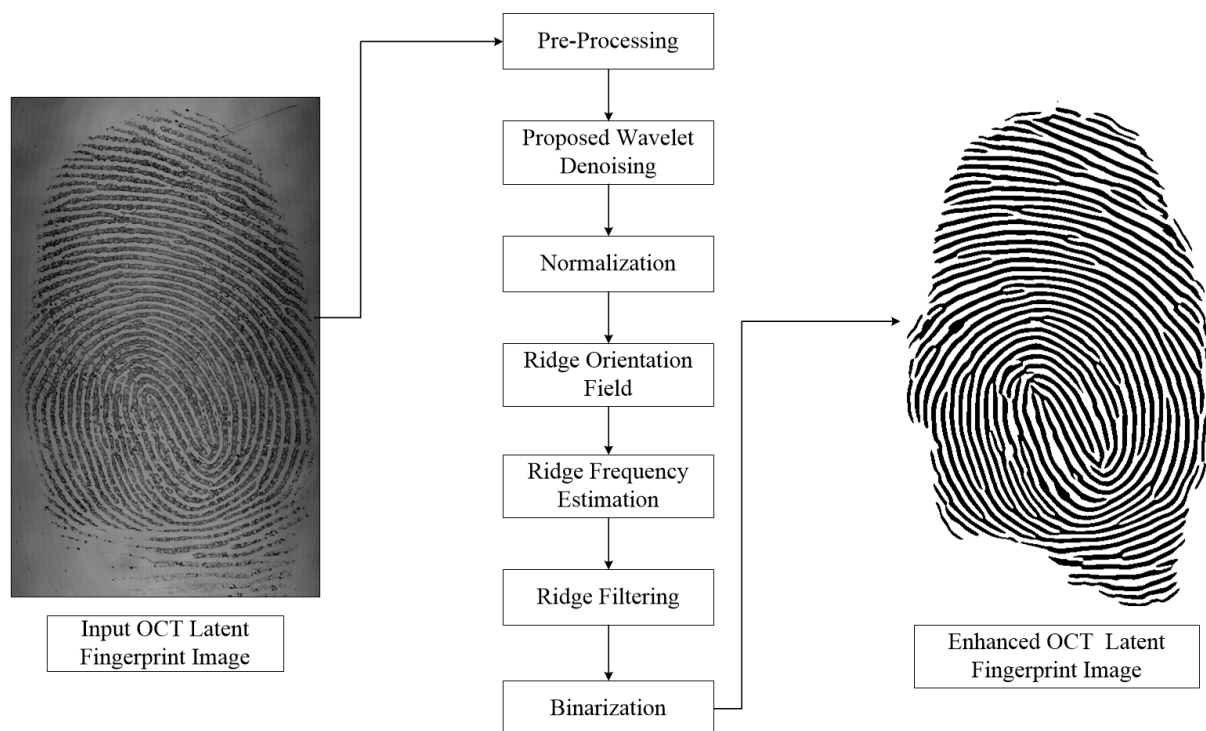 Pre-Processing
Proposed Wavelet
Denoising
Normalization
Ridge Orientation
Field
Ridge Frequency
Estimation
Ridge Filtering
Binarization
Input OCT Latent
Fingerprint Image
Enhanced OCT Latent
Fingerprint Image